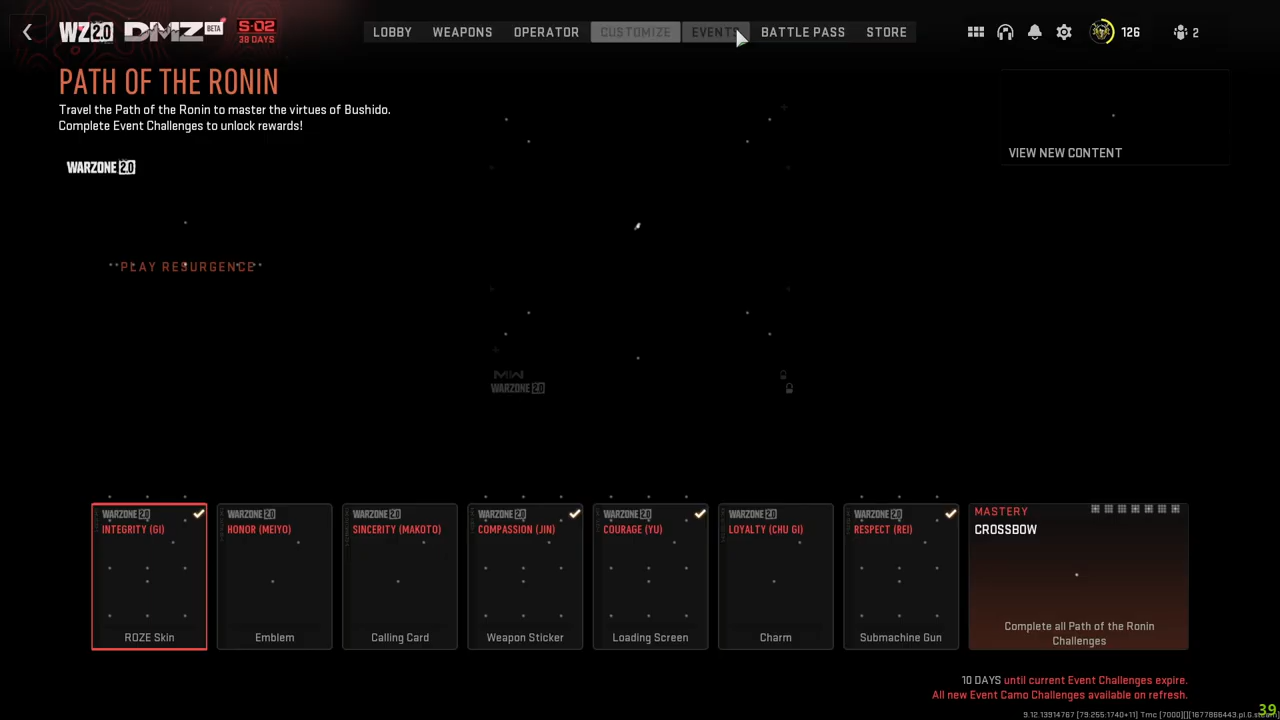 WZ2.0 DMZ BETA S:02 38 DAYS LOBBY WEAPONS OPERATOR CUSTOMIZE EVENTS BATTLE PASS STORE 126 2
PATH OF THE RONIN
Travel the Path of the Ronin to master the virtues of Bushido.
Complete Event Challenges to unlock rewards!
WARZONE 2.0
VIEW NEW CONTENT
PLAY RESURGENCE
MW
WARZONE 2.0
WARZONE 2.0
INTEGRITY (GI)
ROZE Skin
WARZONE 2.0
HONOR (MEIYO)
Emblem
WARZONE 2.0
SINCERITY (MAKOTO)
Calling Card
WARZONE 2.0
COMPASSION (JIN)
Weapon Sticker
WARZONE 2.0
COURAGE (YU)
Loading Screen
WARZONE 2.0
LOYALTY (CHU GI)
Charm
WARZONE 2.0
RESPECT (REI)
Submachine Gun
MASTERY
CROSSBOW
Complete all Path of the Ronin
Challenges
10 DAYS until current Event Challenges expire.
All new Event Camo Challenges available on refresh.
39